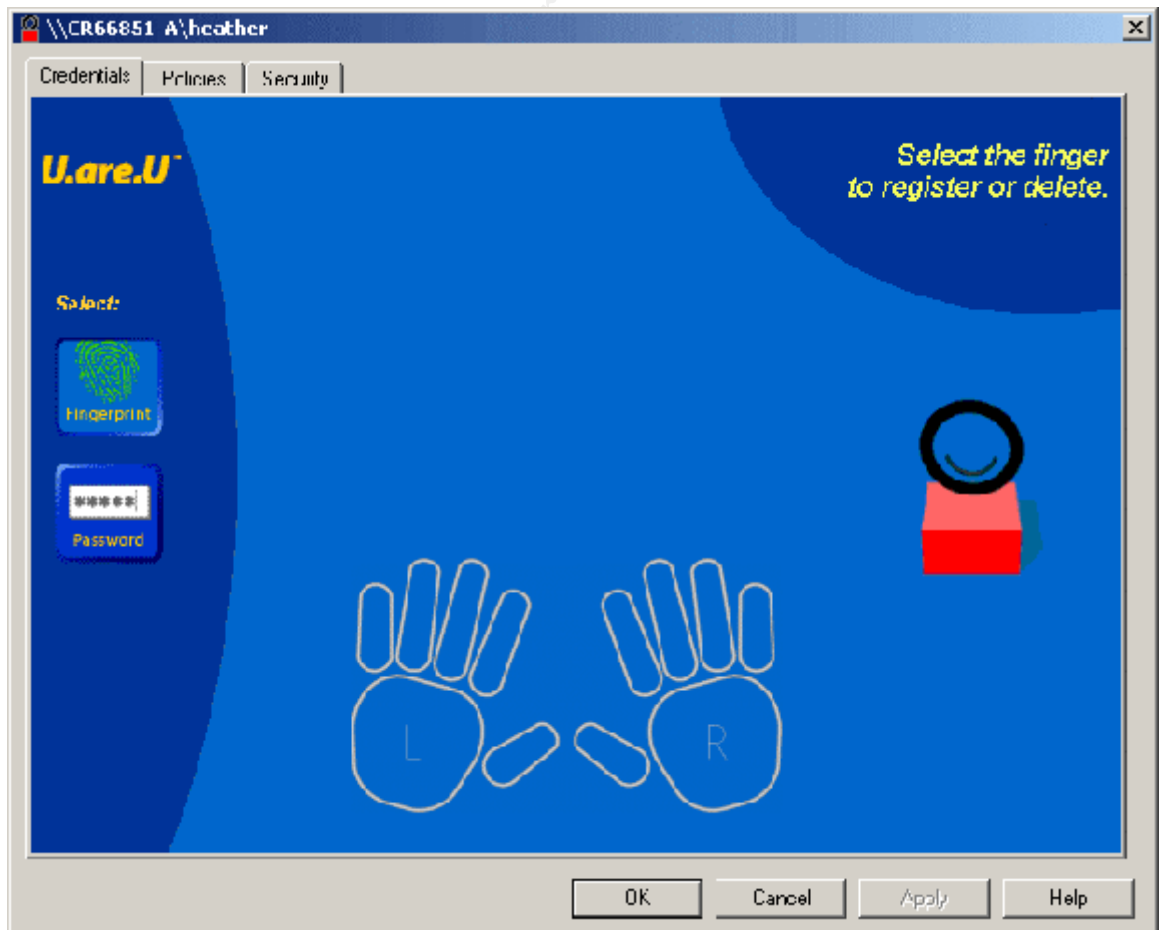 \\CR66851 A\heather
Credentials Policies Security
U.are.U™
Select the finger
to register or delete.
Select:
Fingerprint
*****
Password
L R
OK Cancel Apply Help